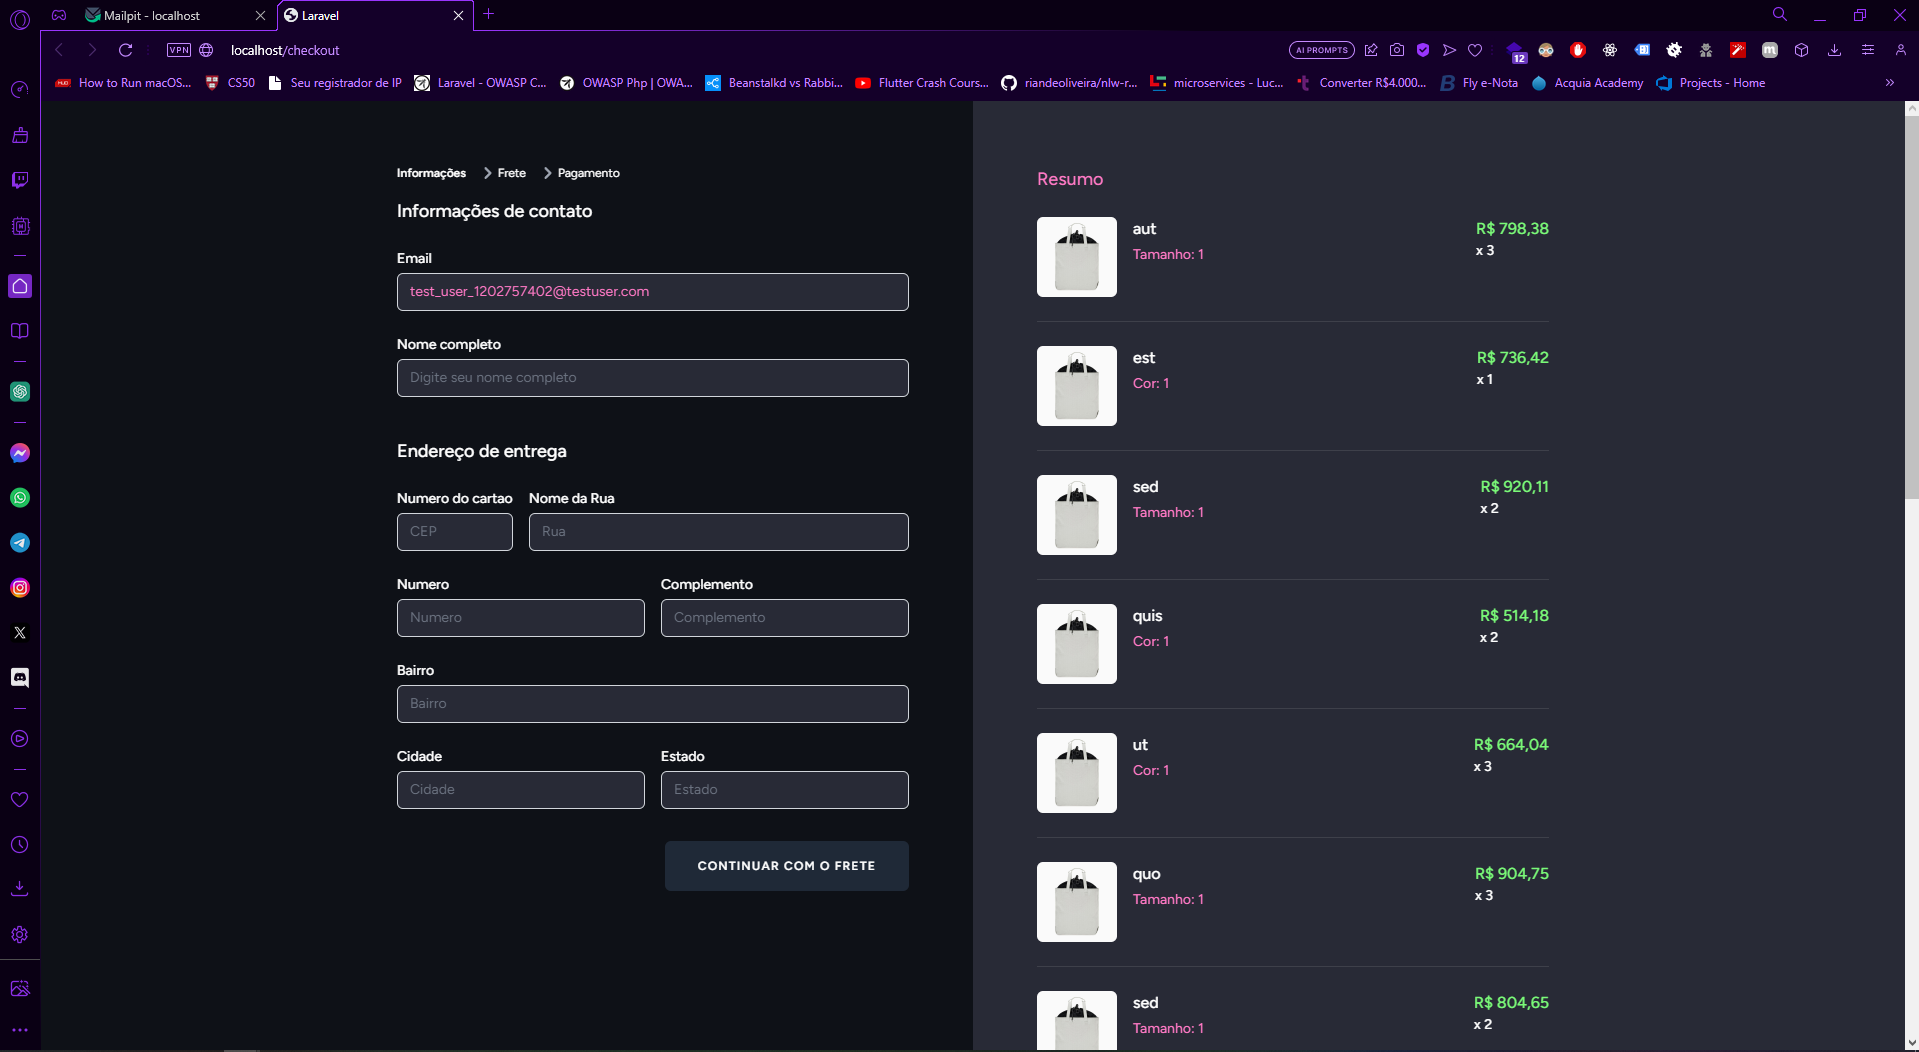 Mailpit - localhost
Laravel
VPN
localhost/checkout
AI PROMPTS
12
How to Run macOS...
CS50
Seu registrador de IP
Laravel - OWASP C...
OWASP Php | OWA...
Beanstalkd vs Rabbi...
Flutter Crash Cours...
riandeoliveira/nlw-r...
microservices - Luc...
Converter R$4.000...
Fly e-Nota
Acquia Academy
Projects - Home
Informações
Frete
Pagamento
Informações de contato
Email
test_user_1202757402@testuser.com
Nome completo
Digite seu nome completo
Endereço de entrega
Numero do cartao
Nome da Rua
CEP
Rua
Numero
Complemento
Numero
Complemento
Bairro
Bairro
Cidade
Estado
Cidade
Estado
CONTINUAR COM O FRETE
Resumo
aut
R$ 798,38
Tamanho: 1
x 3
est
R$ 736,42
Cor: 1
x 1
sed
R$ 920,11
Tamanho: 1
x 2
quis
R$ 514,18
Cor: 1
x 2
ut
R$ 664,04
Cor: 1
x 3
quo
R$ 904,75
Tamanho: 1
x 3
sed
R$ 804,65
Tamanho: 1
x 2